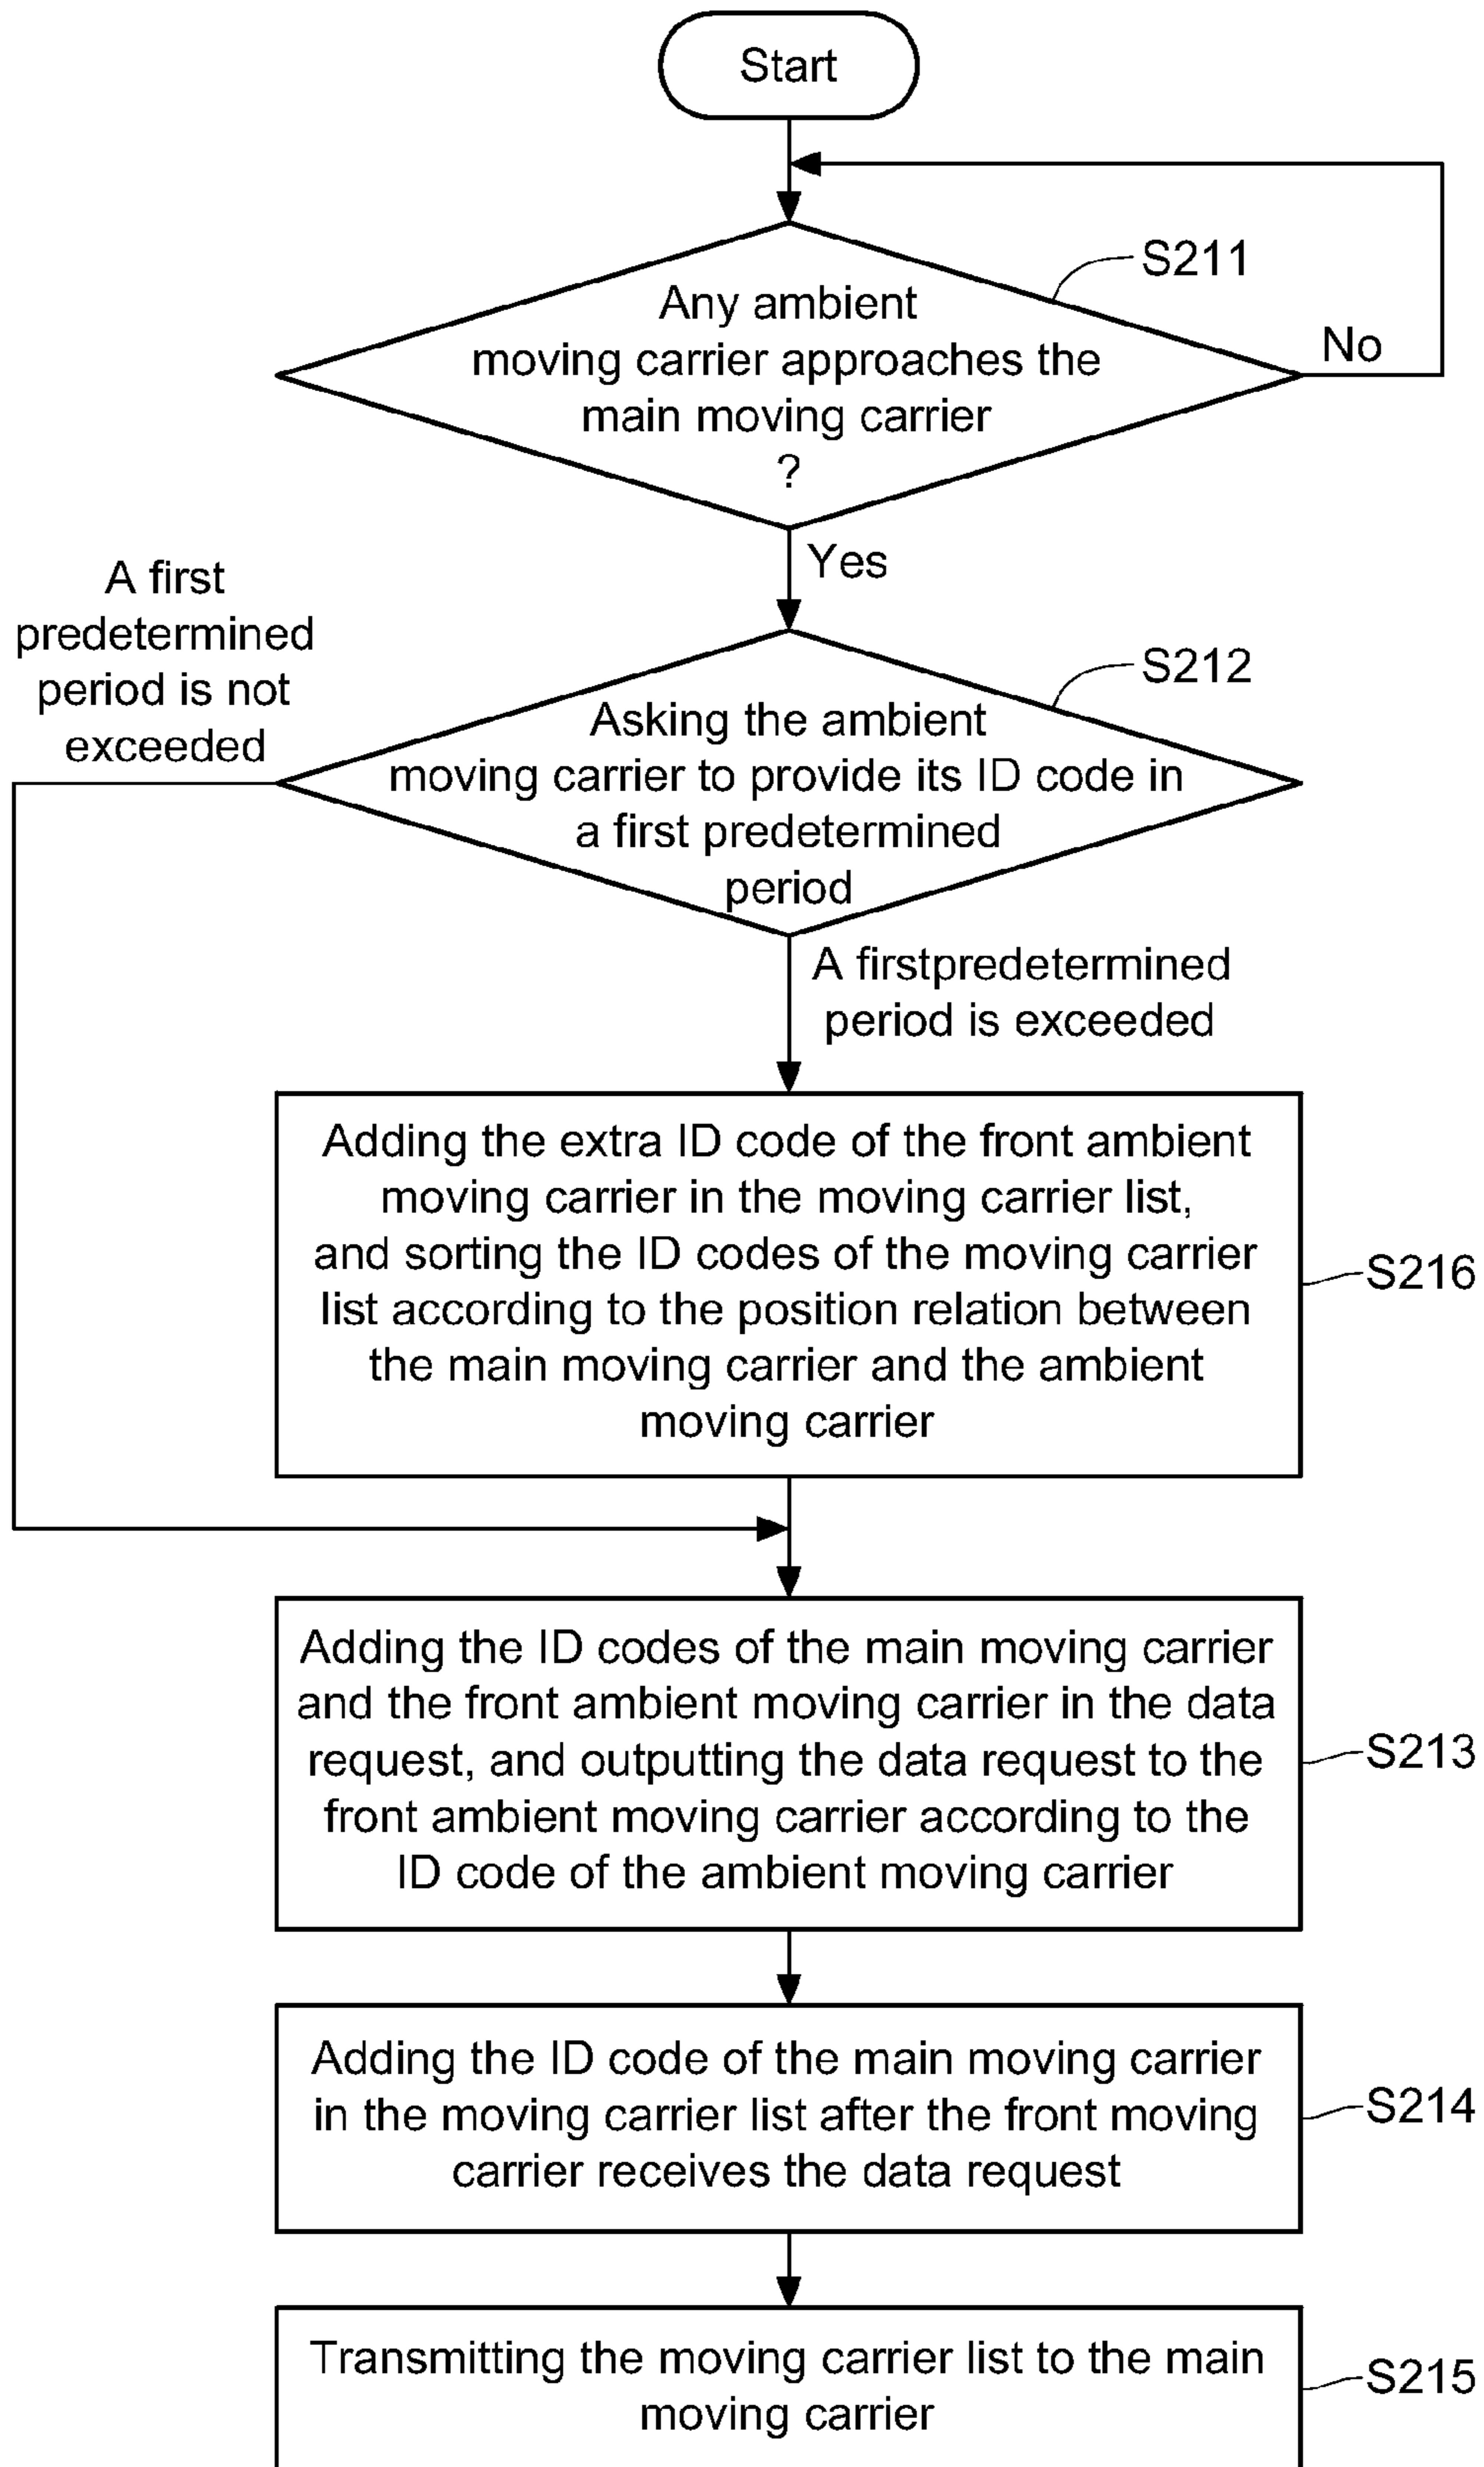 Start
S211
Any ambient
moving carrier approaches the
main moving carrier
?
No
Yes
A first
predetermined
period is not
exceeded
S212
Asking the ambient
moving carrier to provide its ID code in
a first predetermined
period
A firstpredetermined
period is exceeded
Adding the extra ID code of the front ambient
moving carrier in the moving carrier list,
and sorting the ID codes of the moving carrier
list according to the position relation between
the main moving carrier and the ambient
moving carrier
S216
Adding the ID codes of the main moving carrier
and the front ambient moving carrier in the data
request, and outputting the data request to the
front ambient moving carrier according to the
ID code of the ambient moving carrier
S213
Adding the ID code of the main moving carrier
in the moving carrier list after the front moving
carrier receives the data request
S214
Transmitting the moving carrier list to the main
moving carrier
S215